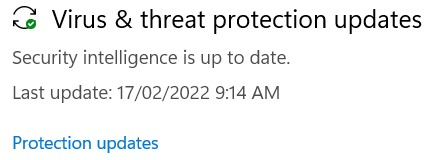 Virus & threat protection updates
Security intelligence is up to date.
Last update: 17/02/2022 9:14 AM
Protection updates